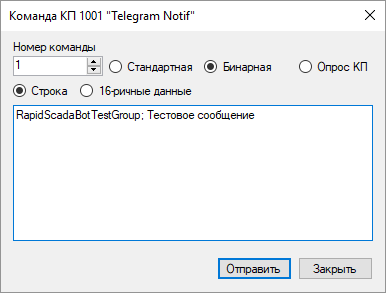 Команда КП 1001 "Telegram Notif"
Номер команды
1 Стандартная Бинарная Опрос КП
Строка 16-ричные данные
RapidScadaBotTestGroup; Тестовое сообщение
Отправить Закрыть